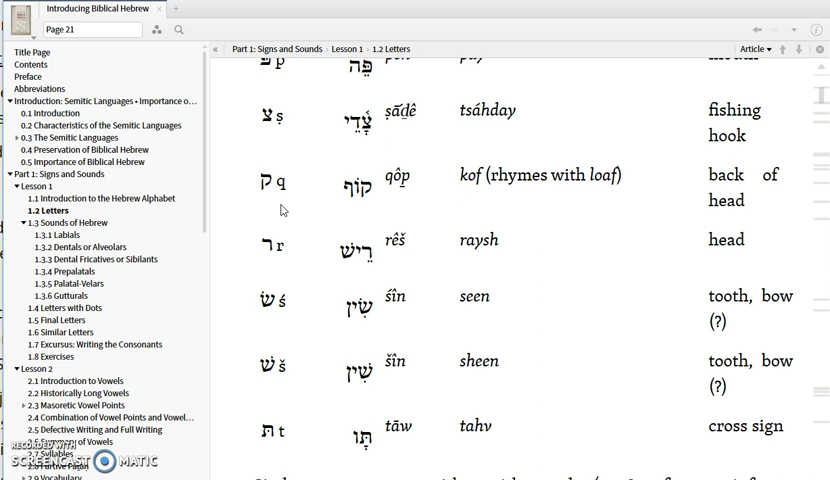 Introducing Biblical Hebrew
Page 21
Part 1: Signs and Sounds › Lesson 1 › 1.2 Letters
Article
Title Page
Contents
Preface
Abbreviations
Introduction: Semitic Languages • Importance o...
0.1 Introduction
0.2 Characteristics of the Semitic Languages
0.3 The Semitic Languages
0.4 Preservation of Biblical Hebrew
0.5 Importance of Biblical Hebrew
Part 1: Signs and Sounds
Lesson 1
1.1 Introduction to the Hebrew Alphabet
1.2 Letters
1.3 Sounds of Hebrew
1.3.1 Labials
1.3.2 Dentals or Alveolars
1.3.3 Dental Fricatives or Sibilants
1.3.4 Prepalatals
1.3.5 Palatal-Velars
1.3.6 Gutturals
1.4 Letters with Dots
1.5 Final Letters
1.6 Similar Letters
1.7 Excursus: Writing the Consonants
1.8 Exercises
Lesson 2
2.1 Introduction to Vowels
2.2 Historically Long Vowels
2.3 Masoretic Vowel Points
2.4 Combination of Vowel Points and Vowel...
2.5 Defective Writing and Full Writing
Summary of Vowels
2.7 Syllables
2.9 Vocabulary
RECORDED WITH
SCREENCAST MATIC
פּ p פֵּה
צ ṣ צָדֵי ṣāḏê tsáhday fishing
hook
ק q קוֹף qôp̱ kof (rhymes with loaf) back of
head
ר r רֵישׁ rêš raysh head
שׂ ś שִׂין śîn seen tooth, bow
(?)
שׁ š שִׁין šîn sheen tooth, bow
(?)
תּ t תָּו tāw tahv cross sign